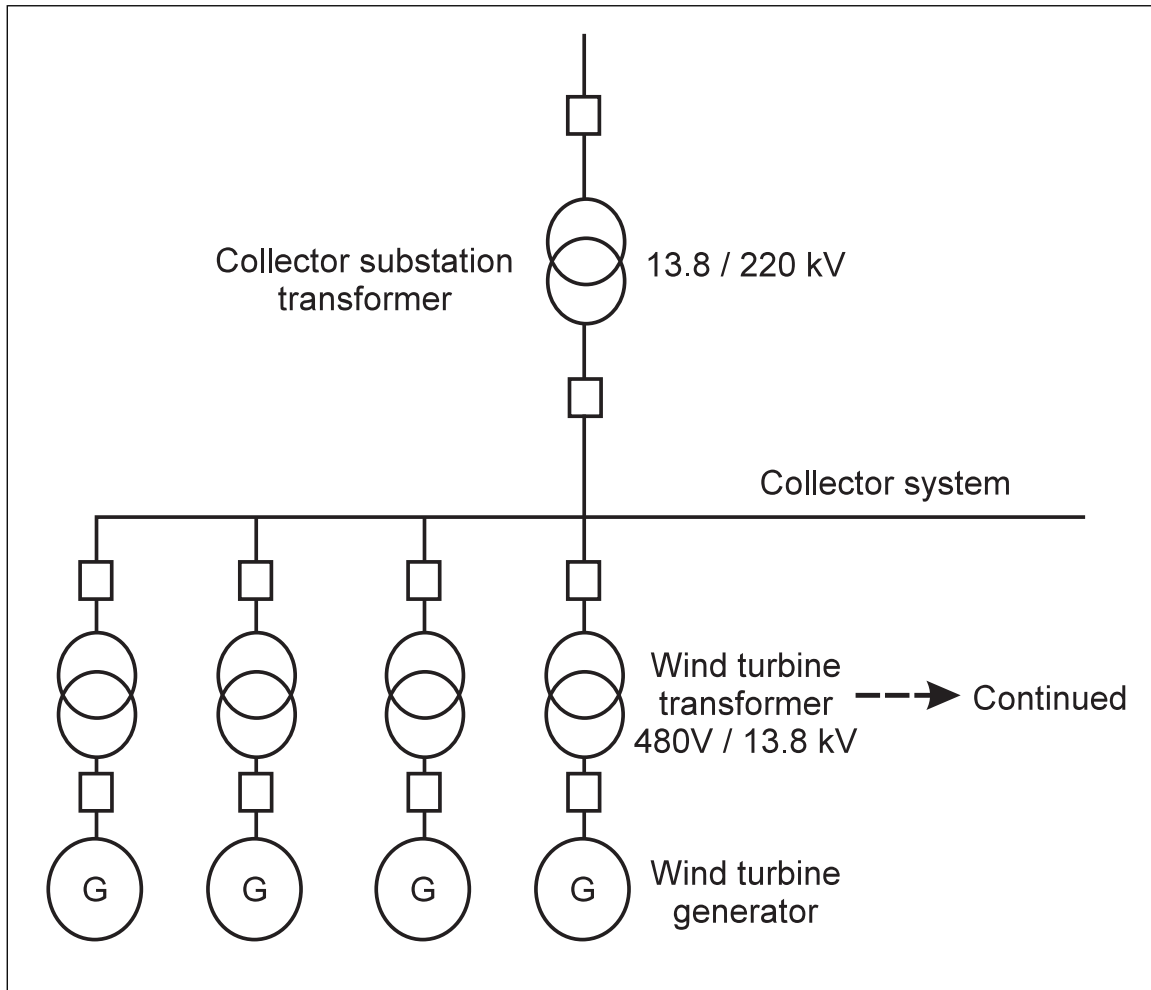 Collector substation
transformer
13.8 / 220 kV
Collector system
Wind turbine
transformer
480V / 13.8 kV
Continued
G
G
G
G
Wind turbine
generator